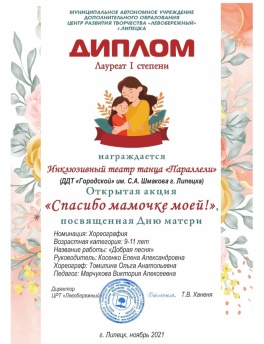 МУНИЦИПАЛЬНОЕ АВТОНОМНОЕ УЧРЕЖДЕНИЕ
ДОПОЛНИТЕЛЬНОГО ОБРАЗОВАНИЯ
ЦЕНТР РАЗВИТИЯ ТВОРЧЕСТВА «ЛЕВОБЕРЕЖНЫЙ»
г.ЛИПЕЦКА
ДИПЛОМ
Лауреат I степени
награждается
Инклюзивный театр танца «Параллели»
(ДДТ «Городской» им. С.А. Шмакова г. Липецка)
Открытая акция
«Спасибо мамочке моей!»,
посвященная Дню матери
Номинация: Хореография
Возрастная категория: 9-11 лет
Название работы: «Добрая песня»
Руководитель: Косенко Елена Александровна
Хореограф: Томилина Ольга Анатольевна
Педагог: Марчукова Виктория Алексеевна
Директор
ЦРТ «Левобережный»
Т.В. Ханеня
г. Липецк, ноябрь 2021